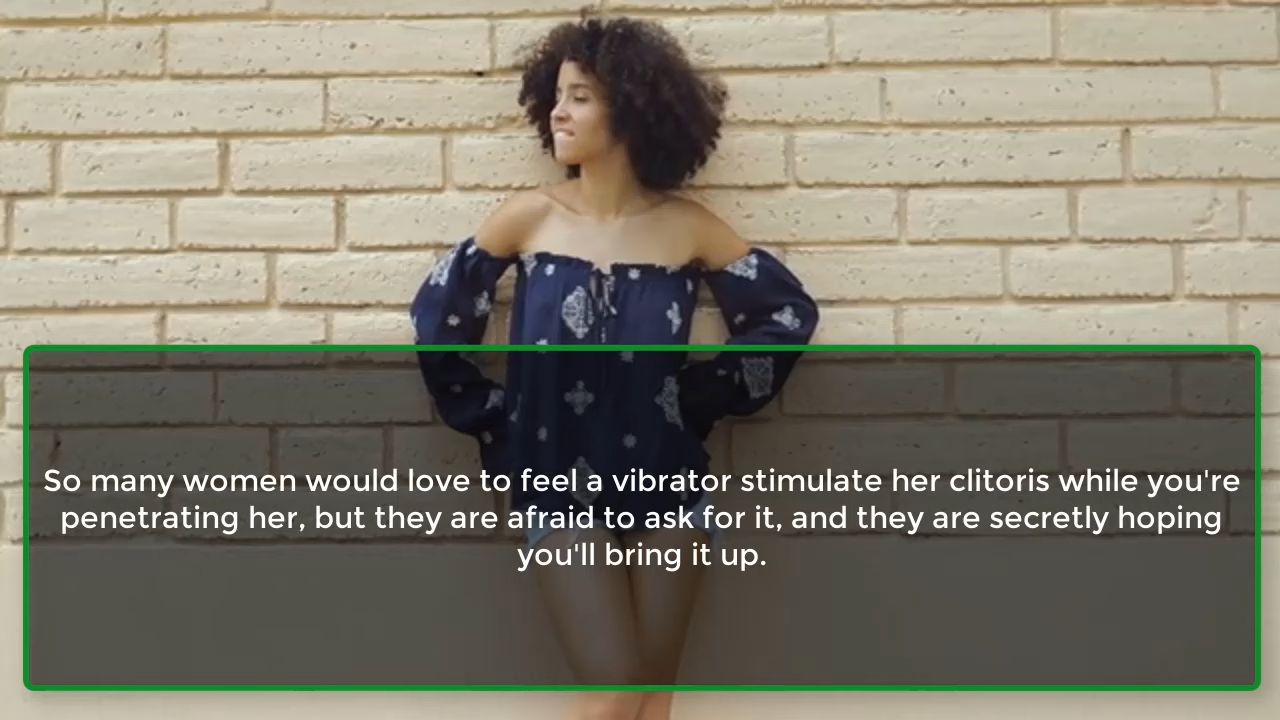 So many women would love to feel a vibrator stimulate her clitoris while you're
penetrating her, but they are afraid to ask for it, and they are secretly hoping
you'll bring it up.